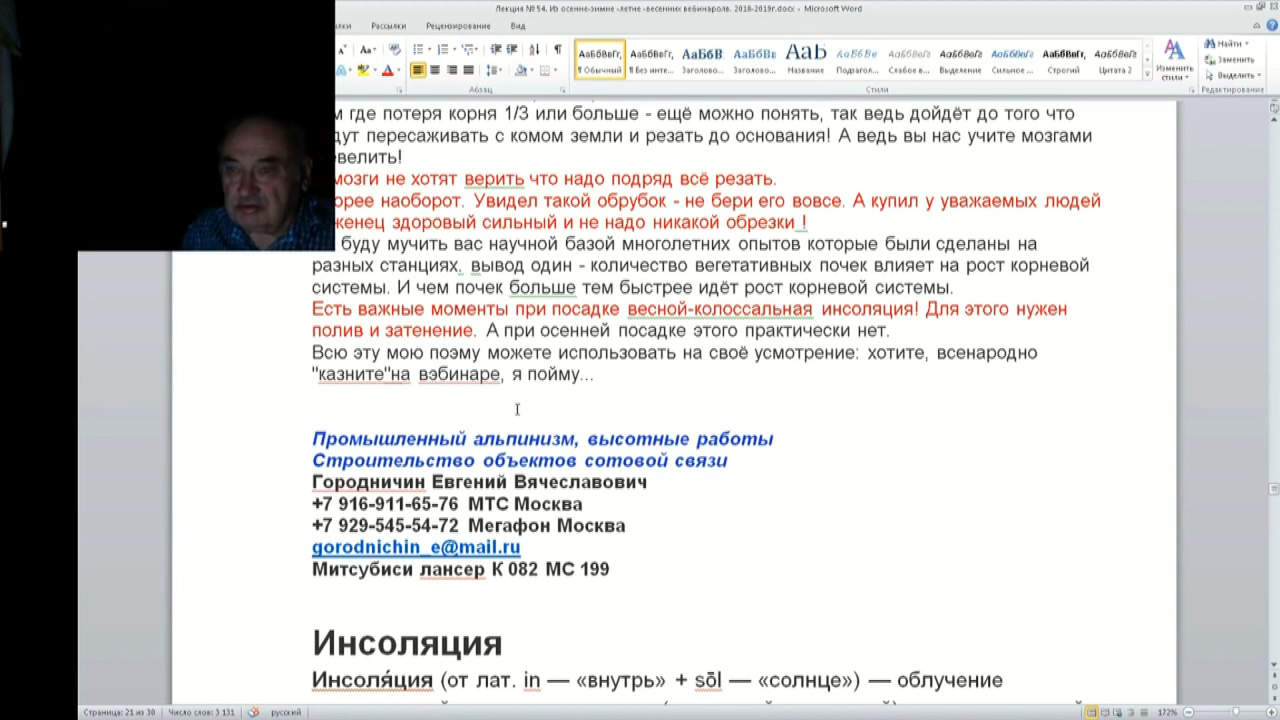 Лекция № 54. Из осенне-зимне -летне -весенних вебинаров. 2018-2019г.docx - Microsoft Word
Рассылки Рецензирование Вид
АаБбВвГг, АаБбВвГг, АаБбВ АаБбВв АаБ АаБбВв АаБбВвГг АаБбВвГг АаБбВвГг АаБбВвГг, АаБбВвГг
¶ Обычный ¶ Без инте... Заголово... Заголово... Название Подзагол... Слабое в... Выделение Сильное ... Строгий Цитата 2
Изменить стили
Найти
Заменить
Выделить
Абзац Стили Редактирование
где потеря корня 1/3 или больше - ещё можно понять, так ведь дойдёт до того что
пересаживать с комом земли и резать до основания! А ведь вы нас учите мозгами
мозги не хотят верить что надо подряд всё резать.
наоборот. Увидел такой обрубок - не бери его вовсе. А купил у уважаемых людей
здоровый сильный и не надо никакой обрезки !
буду мучить вас научной базой многолетних опытов которые были сделаны на
разных станциях, вывод один - количество вегетативных почек влияет на рост корневой
системы. И чем почек больше тем быстрее идёт рост корневой системы.
Есть важные моменты при посадке весной-колоссальная инсоляция! Для этого нужен
полив и затенение. А при осенней посадке этого практически нет.
Всю эту мою поэму можете использовать на своё усмотрение: хотите, всенародно
"казните"на вэбинаре, я пойму...
Промышленный альпинизм, высотные работы
Строительство объектов сотовой связи
Городничин Евгений Вячеславович
+7 916-911-65-76 МТС Москва
+7 929-545-54-72 Мегафон Москва
gorodnichin_e@mail.ru
Митсубиси лансер К 082 МС 199
Инсоляция
Инсоля́ция (от лат. in — «внутрь» + sōl — «солнце») — облучение
Страница: 21 из 30 Число слов: 3 131 русский 172%